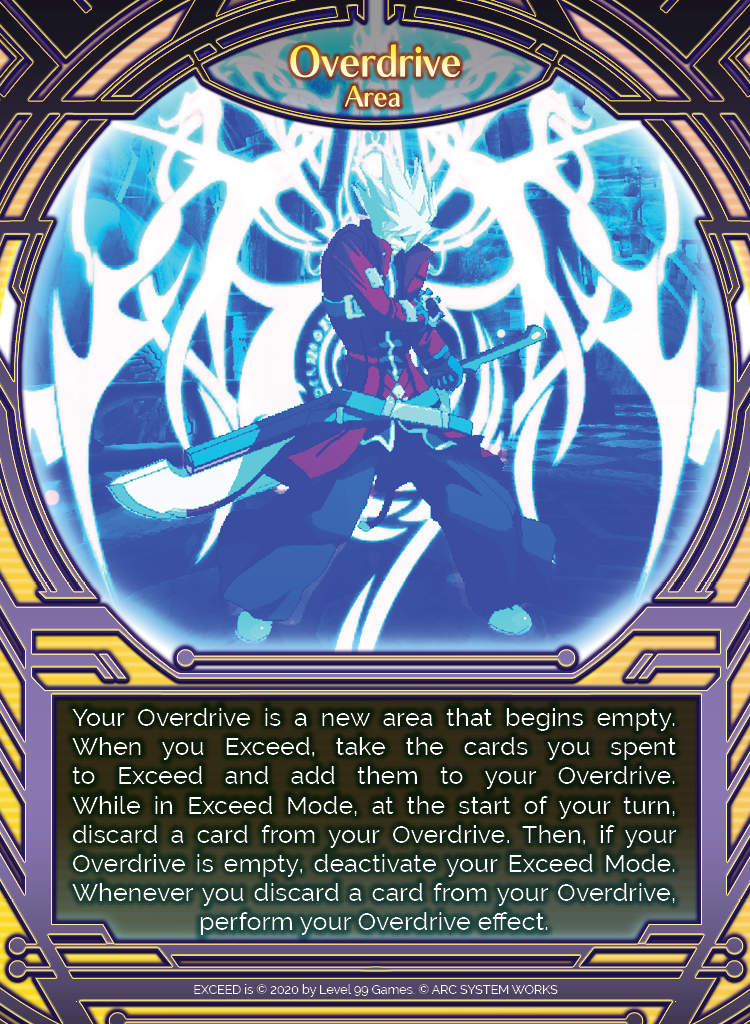 Overdrive
Area
Your Overdrive is a new area that begins empty.
When you Exceed, take the cards you spent
to Exceed and add them to your Overdrive.
While in Exceed Mode, at the start of your turn,
discard a card from your Overdrive. Then, if your
Overdrive is empty, deactivate your Exceed Mode.
Whenever you discard a card from your Overdrive,
perform your Overdrive effect.
EXCEED is © 2020 by Level 99 Games. © ARC SYSTEM WORKS